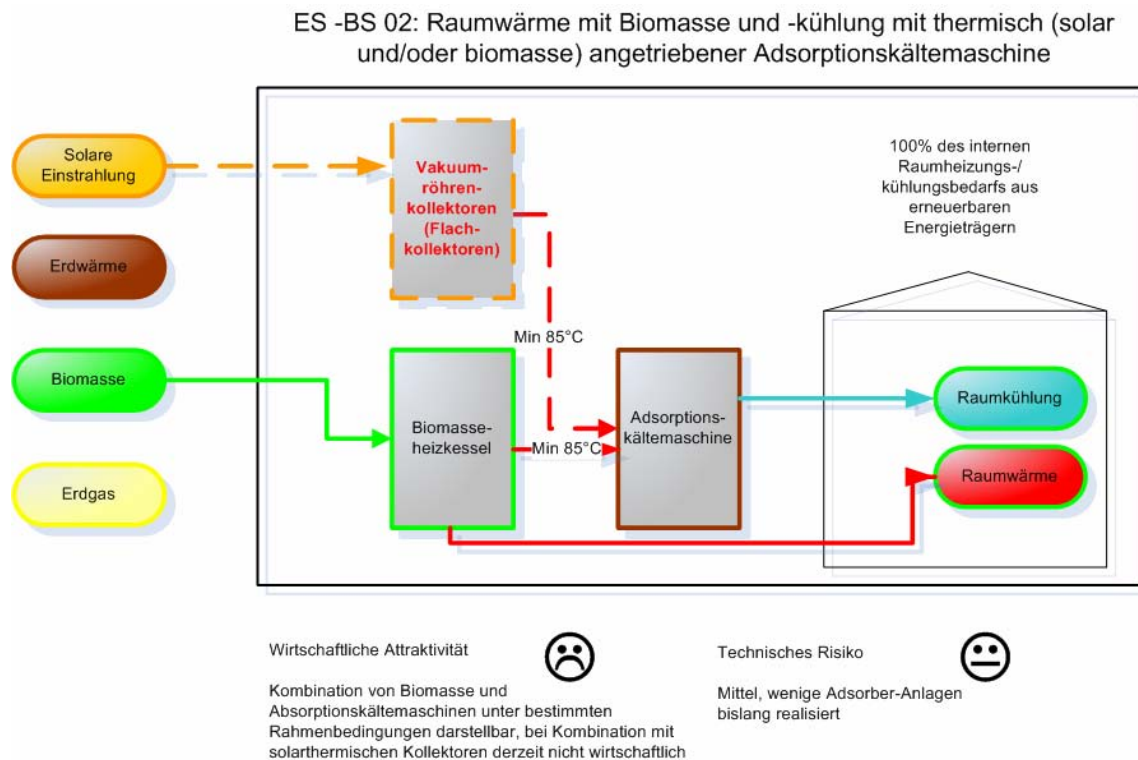 ES -BS 02: Raumwärme mit Biomasse und -kühlung mit thermisch (solar
und/oder biomasse) angetriebener Adsorptionskältemaschine
Solare
Einstrahlung
Vakuum-
röhren-
kollektoren
(Flach-
kollektoren)
100% des internen
Raumheizungs-/
kühlungsbedarfs aus
erneuerbaren
Energieträgern
Erdwärme
Min 85°C
Biomasse
Biomasse-
heizkessel
Min 85°C
Adsorptions-
kältemaschine
Raumkühlung
Raumwärme
Erdgas
Wirtschaftliche Attraktivität
Kombination von Biomasse und
Absorptionskältemaschinen unter bestimmten
Rahmenbedingungen darstellbar, bei Kombination mit
solarthermischen Kollektoren derzeit nicht wirtschaftlich
Technisches Risiko
Mittel, wenige Adsorber-Anlagen
bislang realisiert